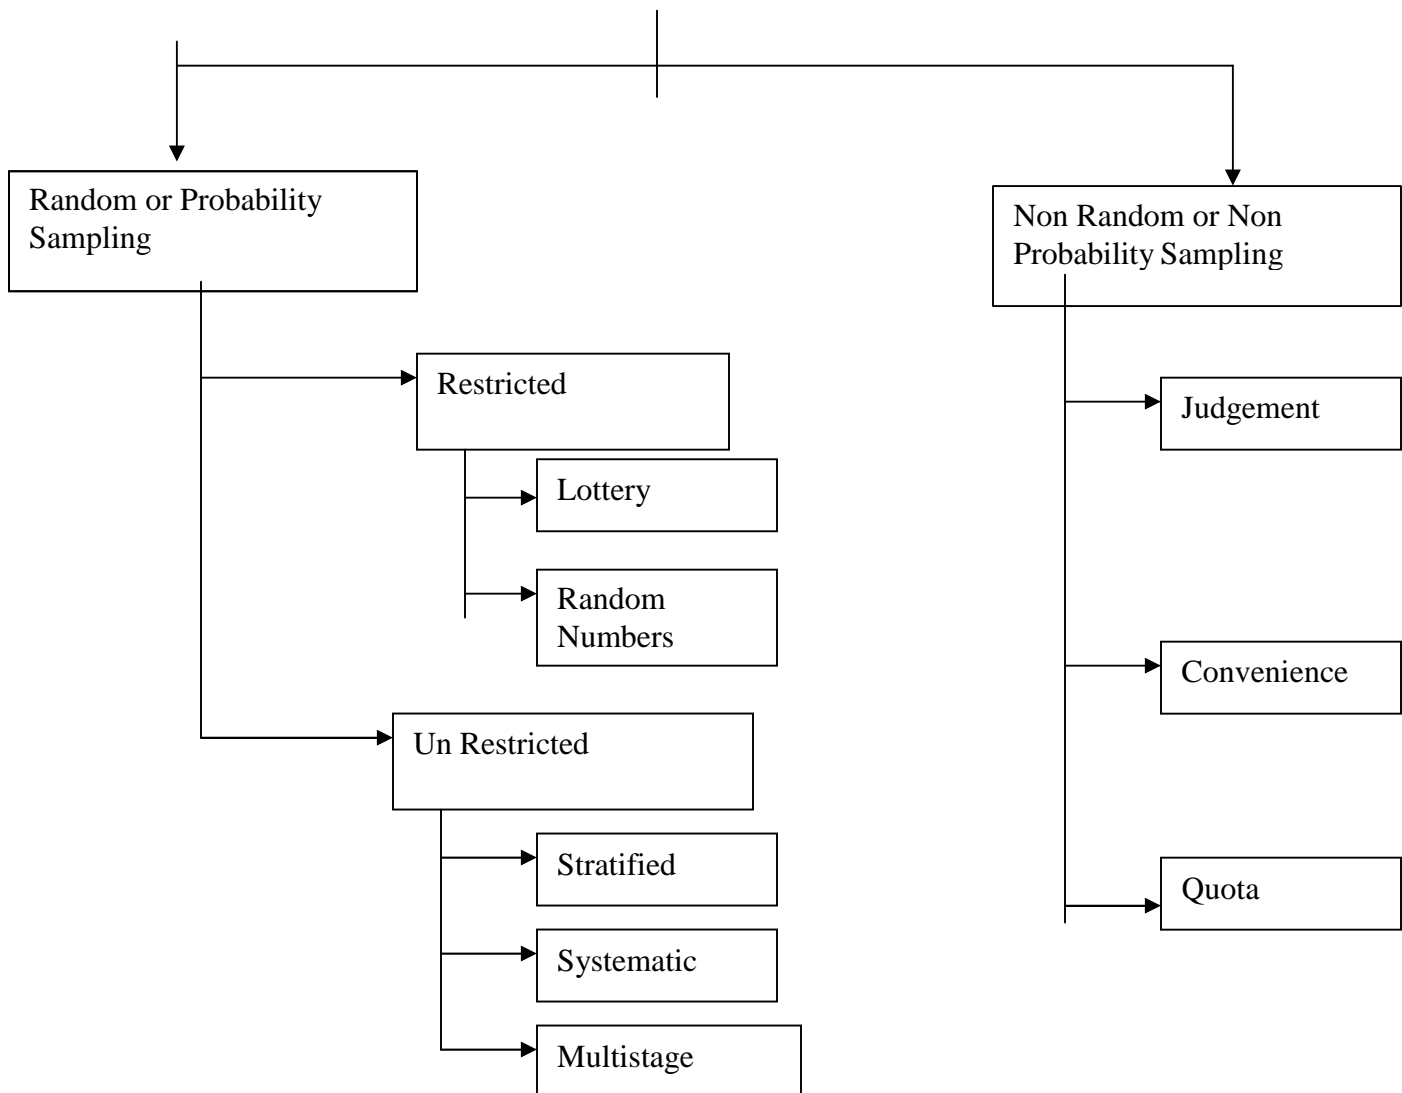 Random or Probability
Sampling
Non Random or Non
Probability Sampling
Restricted
Judgement
Lottery
Random
Numbers
Convenience
Un Restricted
Stratified
Quota
Systematic
Multistage